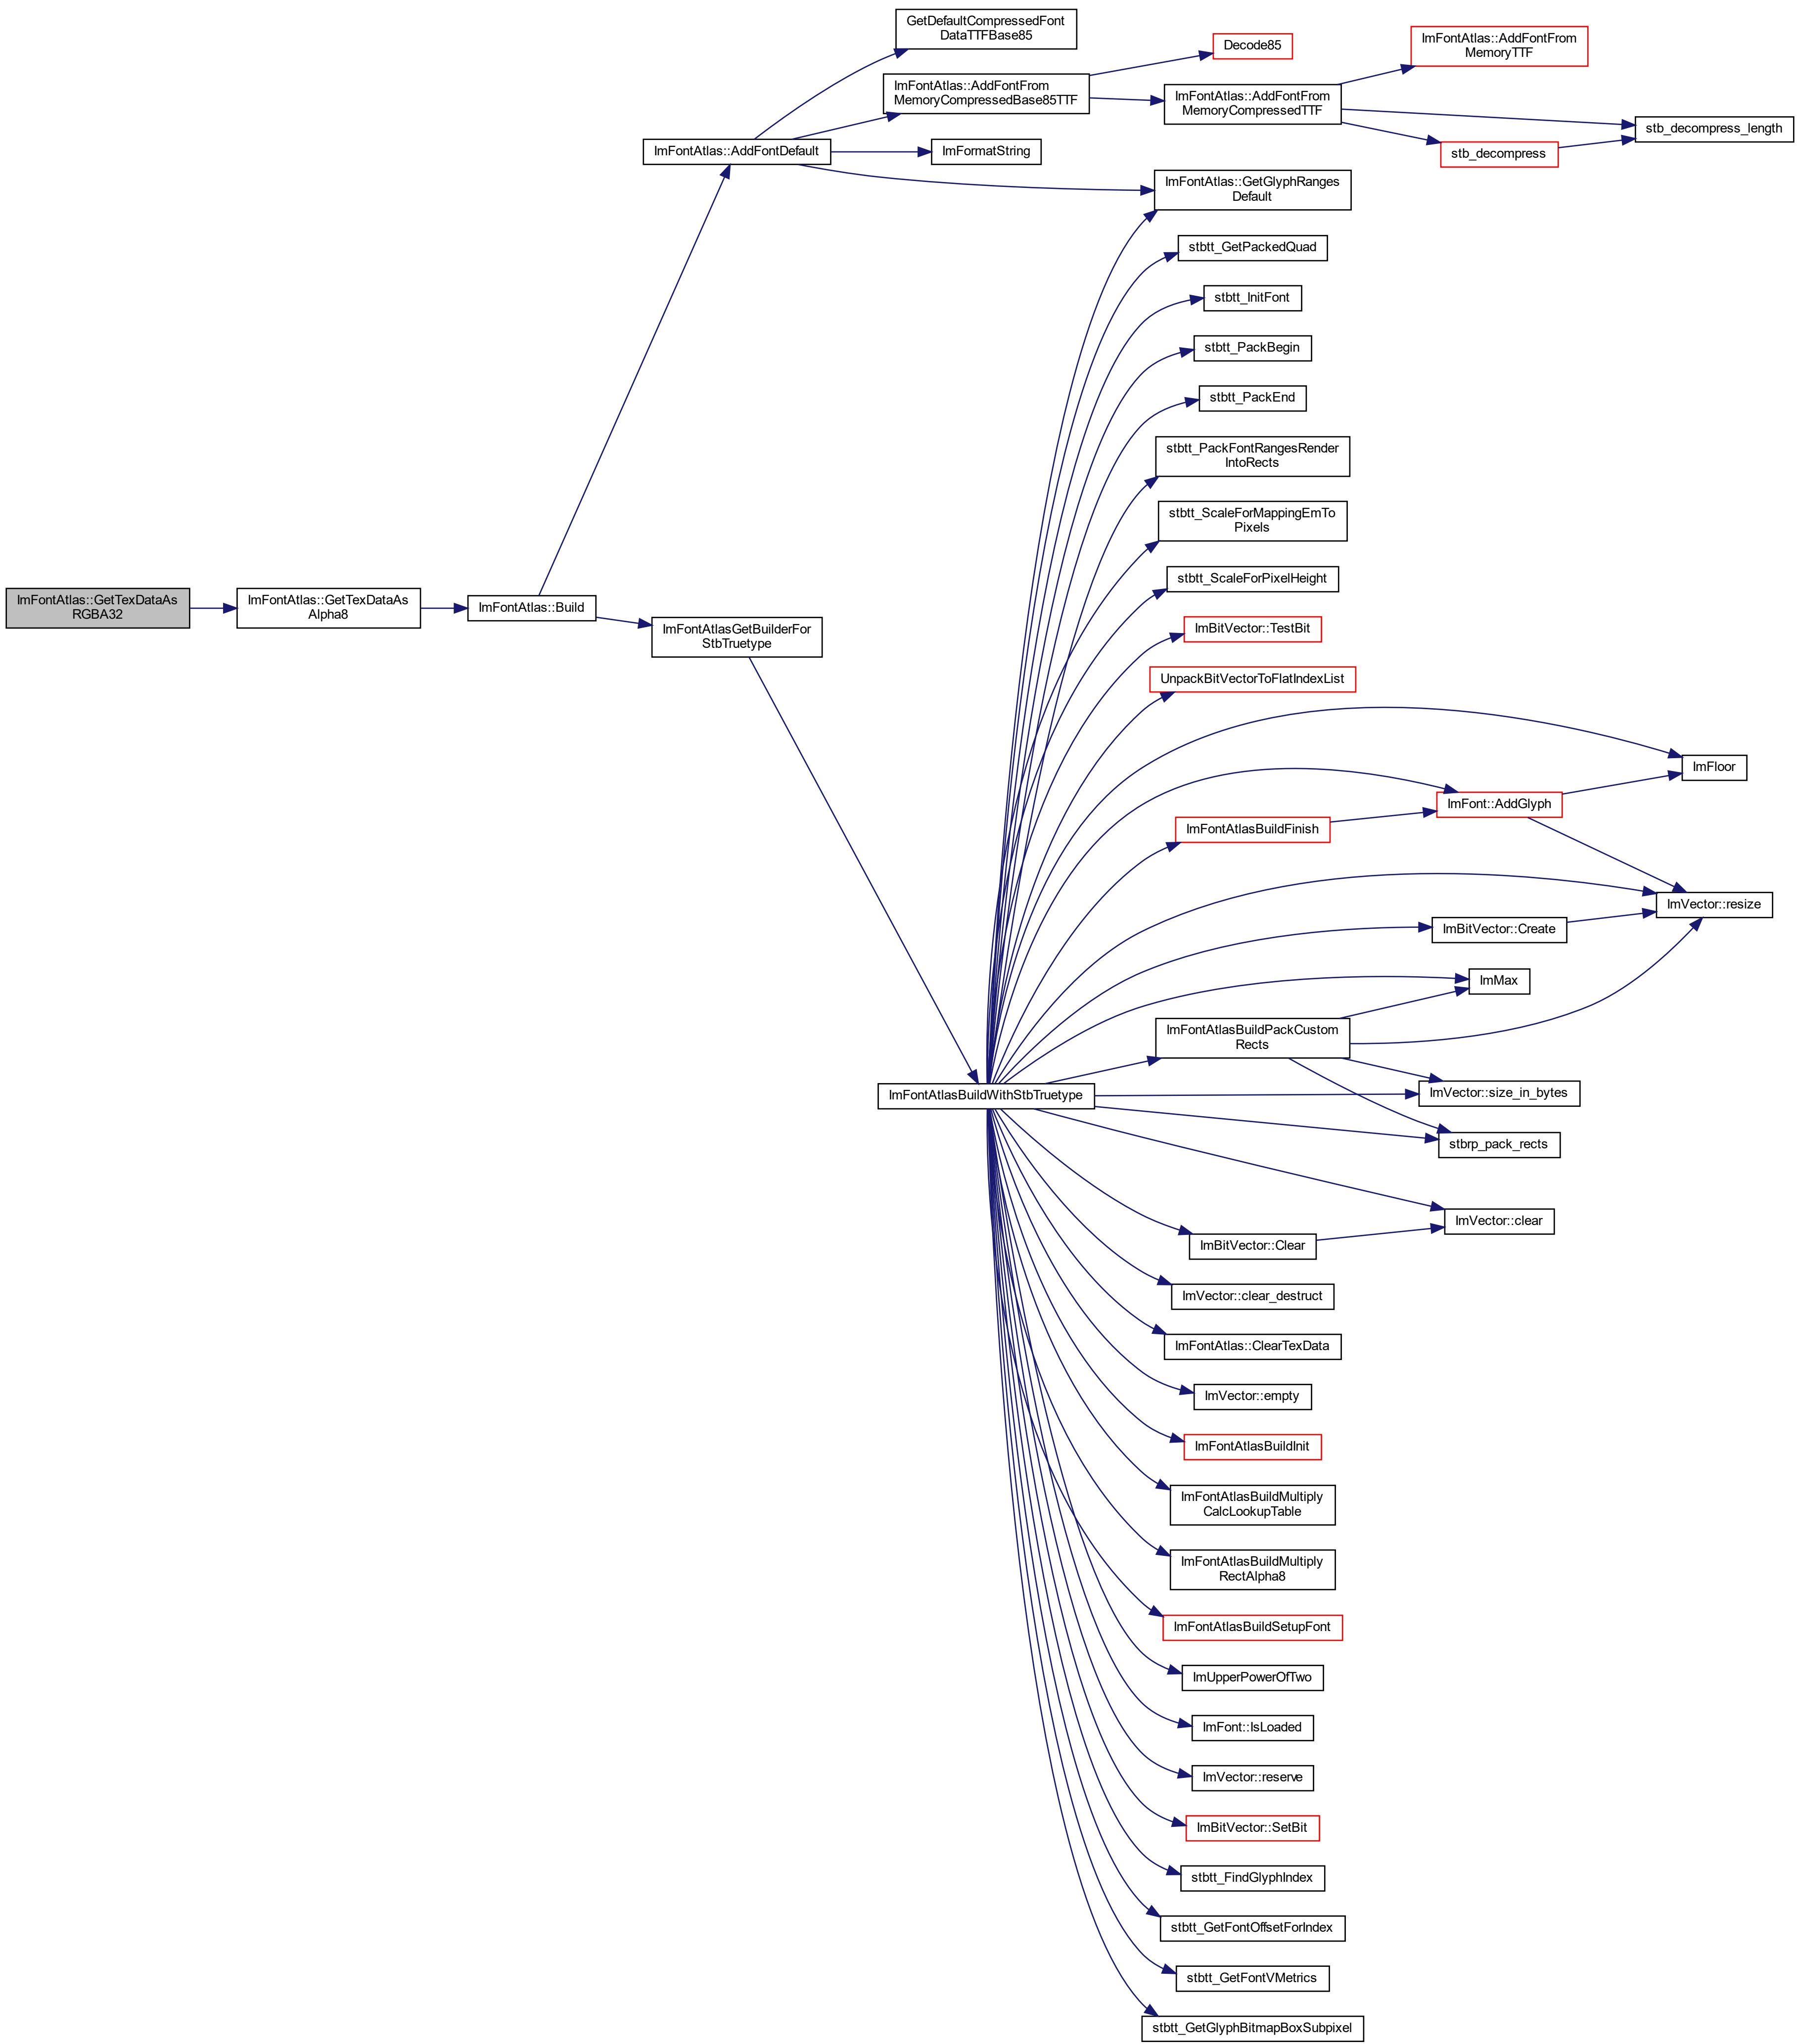 GetDefaultCompressedFont
DataTTFBase85
ImFontAtlas::AddFontFrom
MemoryCompressedBase85TTF
Decode85
ImFontAtlas::AddFontFrom
MemoryTTF
ImFontAtlas::AddFontFrom
MemoryCompressedTTF
stb_decompress_length
stb_decompress
ImFontAtlas::AddFontDefault
ImFormatString
ImFontAtlas::GetGlyphRanges
Default
stbtt_GetPackedQuad
stbtt_InitFont
stbtt_PackBegin
stbtt_PackEnd
stbtt_PackFontRangesRender
IntoRects
stbtt_ScaleForMappingEmTo
Pixels
stbtt_ScaleForPixelHeight
ImFontAtlas::GetTexDataAs
RGBA32
ImFontAtlas::GetTexDataAs
Alpha8
ImFontAtlas::Build
ImFontAtlasGetBuilderFor
StbTruetype
ImBitVector::TestBit
UnpackBitVectorToFlatIndexList
ImFloor
ImFont::AddGlyph
ImFontAtlasBuildFinish
ImVector::resize
ImBitVector::Create
ImMax
ImFontAtlasBuildPackCustom
Rects
ImFontAtlasBuildWithStbTruetype
ImVector::size_in_bytes
stbrp_pack_rects
ImVector::clear
ImBitVector::Clear
ImVector::clear_destruct
ImFontAtlas::ClearTexData
ImVector::empty
ImFontAtlasBuildInit
ImFontAtlasBuildMultiply
CalcLookupTable
ImFontAtlasBuildMultiply
RectAlpha8
ImFontAtlasBuildSetupFont
ImUpperPowerOfTwo
ImFont::IsLoaded
ImVector::reserve
ImBitVector::SetBit
stbtt_FindGlyphIndex
stbtt_GetFontOffsetForIndex
stbtt_GetFontVMetrics
stbtt_GetGlyphBitmapBoxSubpixel